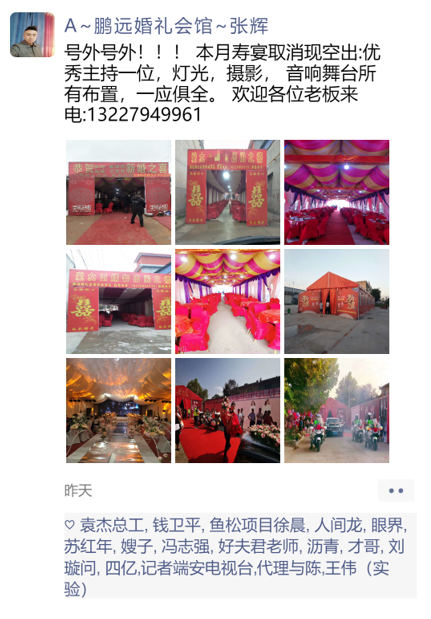 A~鹏远婚礼会馆~张辉
号外号外！！！ 本月寿宴取消现空出:优
秀主持一位，灯光，摄影， 音响舞台所
有布置，一应俱全。 欢迎各位老板来
电:13227949961
囍
囍
昨天
袁杰总工, 钱卫平, 鱼松项目徐晨, 人间龙, 眼界,
苏红年, 嫂子, 冯志强, 好夫君老师, 沥青, 才哥, 刘
璇问, 四亿,记者端安电视台,代理与陈,王伟（实
验）